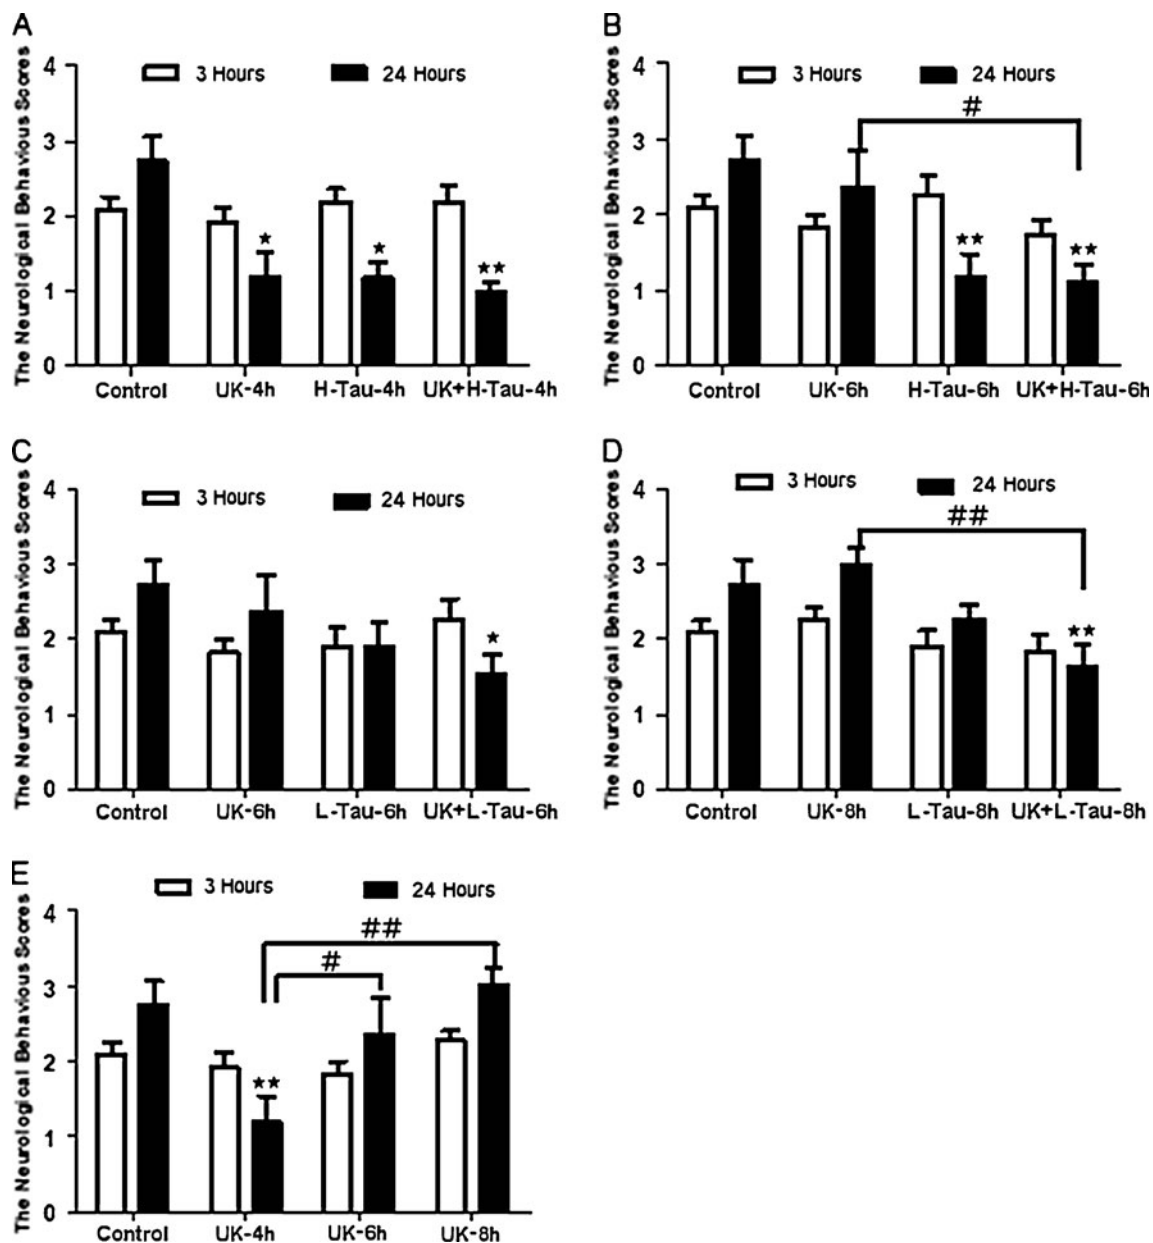 A
The Neurological Behavious Scores
3 Hours
24 Hours
4
3
2
1
0
★
★
★★
Control
UK-4h
H-Tau-4h
UK+H-Tau-4h
B
The Neurological Behavious Scores
3 Hours
24 Hours
#
4
3
2
1
0
★★
★★
Control
UK-6h
H-Tau-6h
UK+H-Tau-6h
C
The Neurological Behavious Scores
3 Hours
24 Hours
4
3
2
1
0
★
Control
UK-6h
L-Tau-6h
UK+L-Tau-6h
D
The Neurological Behavious Scores
3 Hours
24 Hours
##
4
3
2
1
0
★★
Control
UK-8h
L-Tau-8h
UK+L-Tau-8h
E
The Neurological Behavious Scores
3 Hours
24 Hours
##
#
4
3
2
1
0
★★
Control
UK-4h
UK-6h
UK-8h